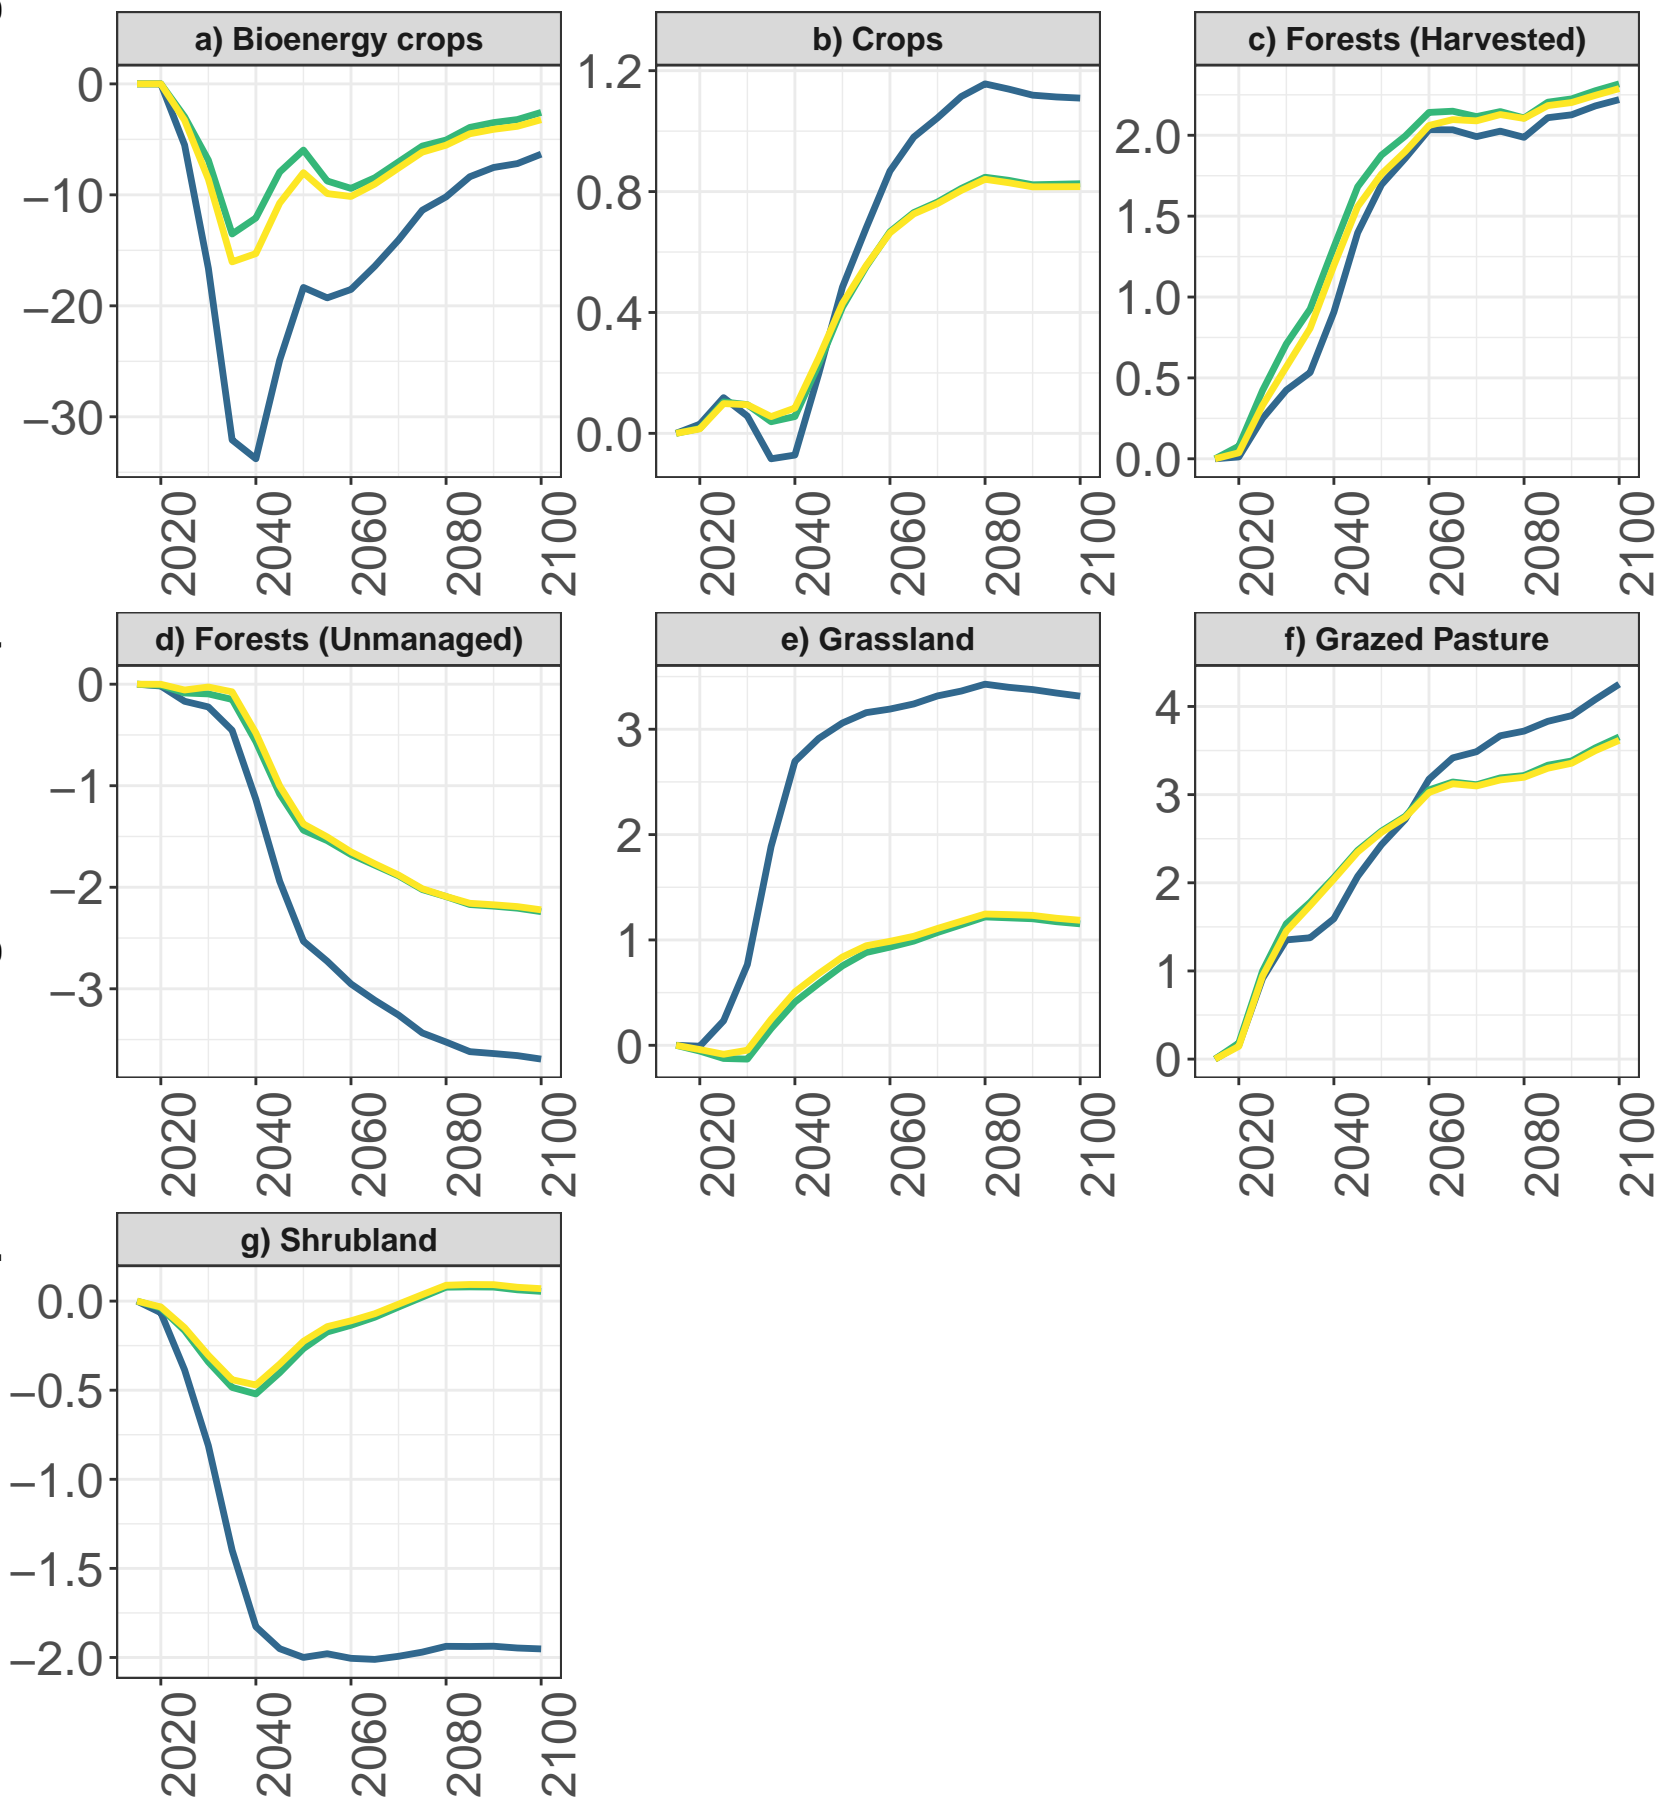 a) Bioenergy crops
0
−10
−20
−30
2020 2040 2060 2080 2100
b) Crops
1.2
0.8
0.4
0.0
2020 2040 2060 2080 2100
c) Forests (Harvested)
2.0
1.5
1.0
0.5
0.0
2020 2040 2060 2080 2100
d) Forests (Unmanaged)
0
−1
−2
−3
2020 2040 2060 2080 2100
e) Grassland
3
2
1
0
2020 2040 2060 2080 2100
f) Grazed Pasture
4
3
2
1
0
2020 2040 2060 2080 2100
g) Shrubland
0.0
−0.5
−1.0
−1.5
−2.0
2020 2040 2060 2080 2100